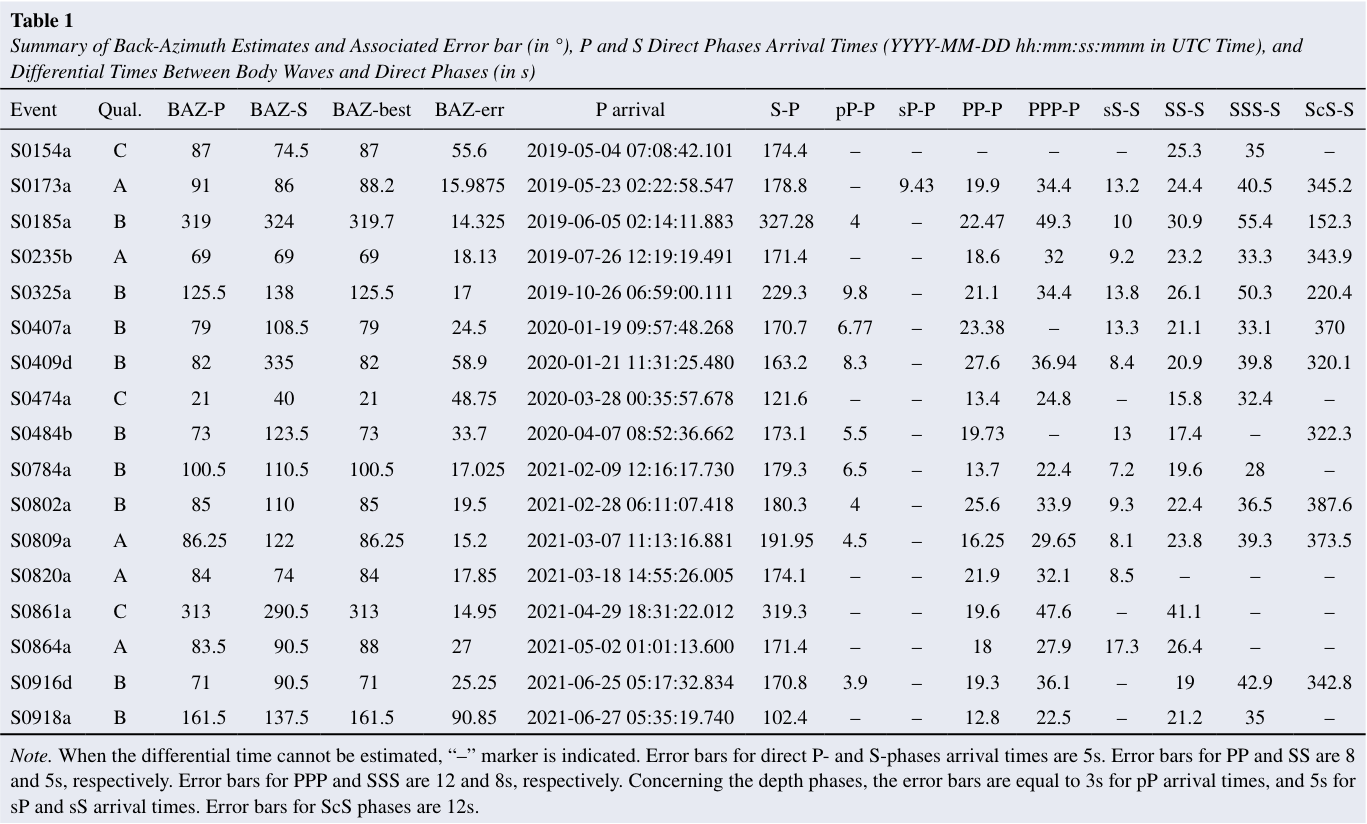 Table 1
Summary of Back-Azimuth Estimates and Associated Error bar (in °), P and S Direct Phases Arrival Times (YYYY-MM-DD hh:mm:ss:mmm in UTC Time), and
Differential Times Between Body Waves and Direct Phases (in s)
Event Qual. BAZ-P BAZ-S BAZ-best BAZ-err P arrival S-P pP-P sP-P PP-P PPP-P sS-S SS-S SSS-S ScS-S
S0154a C 87 74.5 87 55.6 2019-05-04 07:08:42.101 174.4 – – – – – 25.3 35 –
S0173a A 91 86 88.2 15.9875 2019-05-23 02:22:58.547 178.8 – 9.43 19.9 34.4 13.2 24.4 40.5 345.2
S0185a B 319 324 319.7 14.325 2019-06-05 02:14:11.883 327.28 4 – 22.47 49.3 10 30.9 55.4 152.3
S0235b A 69 69 69 18.13 2019-07-26 12:19:19.491 171.4 – – 18.6 32 9.2 23.2 33.3 343.9
S0325a B 125.5 138 125.5 17 2019-10-26 06:59:00.111 229.3 9.8 – 21.1 34.4 13.8 26.1 50.3 220.4
S0407a B 79 108.5 79 24.5 2020-01-19 09:57:48.268 170.7 6.77 – 23.38 – 13.3 21.1 33.1 370
S0409d B 82 335 82 58.9 2020-01-21 11:31:25.480 163.2 8.3 – 27.6 36.94 8.4 20.9 39.8 320.1
S0474a C 21 40 21 48.75 2020-03-28 00:35:57.678 121.6 – – 13.4 24.8 – 15.8 32.4 –
S0484b B 73 123.5 73 33.7 2020-04-07 08:52:36.662 173.1 5.5 – 19.73 – 13 17.4 – 322.3
S0784a B 100.5 110.5 100.5 17.025 2021-02-09 12:16:17.730 179.3 6.5 – 13.7 22.4 7.2 19.6 28 –
S0802a B 85 110 85 19.5 2021-02-28 06:11:07.418 180.3 4 – 25.6 33.9 9.3 22.4 36.5 387.6
S0809a A 86.25 122 86.25 15.2 2021-03-07 11:13:16.881 191.95 4.5 – 16.25 29.65 8.1 23.8 39.3 373.5
S0820a A 84 74 84 17.85 2021-03-18 14:55:26.005 174.1 – – 21.9 32.1 8.5 – – –
S0861a C 313 290.5 313 14.95 2021-04-29 18:31:22.012 319.3 – – 19.6 47.6 – 41.1 – –
S0864a A 83.5 90.5 88 27 2021-05-02 01:01:13.600 171.4 – – 18 27.9 17.3 26.4 – –
S0916d B 71 90.5 71 25.25 2021-06-25 05:17:32.834 170.8 3.9 – 19.3 36.1 – 19 42.9 342.8
S0918a B 161.5 137.5 161.5 90.85 2021-06-27 05:35:19.740 102.4 – – 12.8 22.5 – 21.2 35 –
Note. When the differential time cannot be estimated, “–” marker is indicated. Error bars for direct P- and S-phases arrival times are 5s. Error bars for PP and SS are 8
and 5s, respectively. Error bars for PPP and SSS are 12 and 8s, respectively. Concerning the depth phases, the error bars are equal to 3s for pP arrival times, and 5s for
sP and sS arrival times. Error bars for ScS phases are 12s.